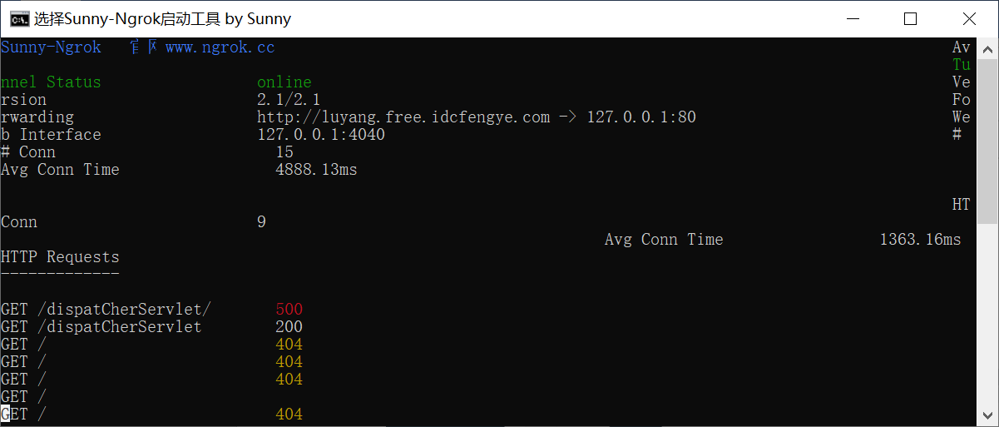 选择Sunny-Ngrok启动工具 by Sunny
Sunny-Ngrok 官网 www.ngrok.cc Av
Tu
nnel Status online Ve
rsion 2.1/2.1 Fo
rwarding http://luyang.free.idcfengye.com -> 127.0.0.1:80 We
b Interface 127.0.0.1:4040 #
# Conn 15
Avg Conn Time 4888.13ms
HT
Conn 9
Avg Conn Time 1363.16ms
HTTP Requests
-------------
GET /dispatCherServlet/ 500
GET /dispatCherServlet 200
GET / 404
GET / 404
GET / 404
GET /
GET / 404